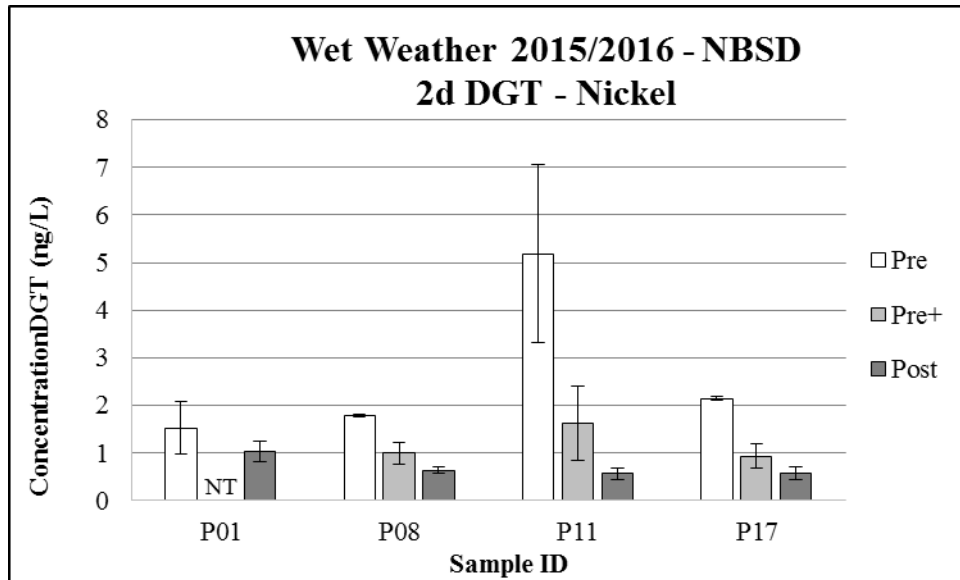 Wet Weather 2015/2016 - NBSD
2d DGT - Nickel
ConcentrationDGT (ng/L)
8
7
6
5
4
3
2
1
0
NT
P01 P08 P11 P17
Sample ID
Pre
Pre+
Post